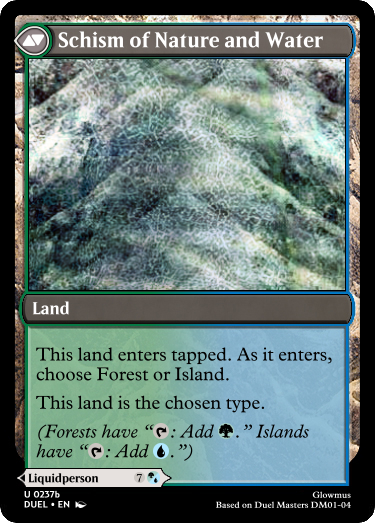 Schism of Nature and Water
Land
This land enters tapped. As it enters,
choose Forest or Island.
This land is the chosen type.
(Forests have “: Add .” Islands
have “: Add .”)
Liquidperson 7
U 0237b
DUEL • EN
Glowmus
Based on Duel Masters DM01-04